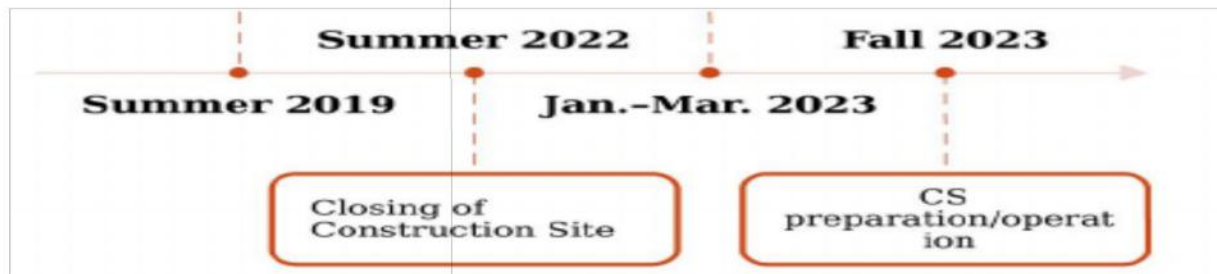 Summer 2022
Fall 2023
Summer 2019
Jan.–Mar. 2023
Closing of
Construction Site
CS
preparation/operat
ion